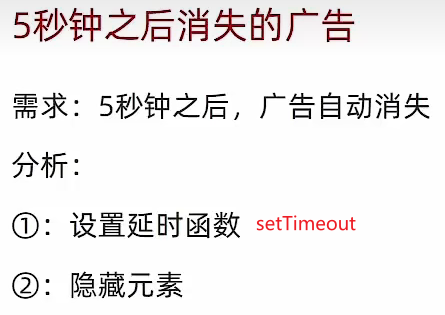 5秒钟之后消失的广告
需求：5秒钟之后，广告自动消失
分析：
①：设置延时函数 setTimeout
②：隐藏元素